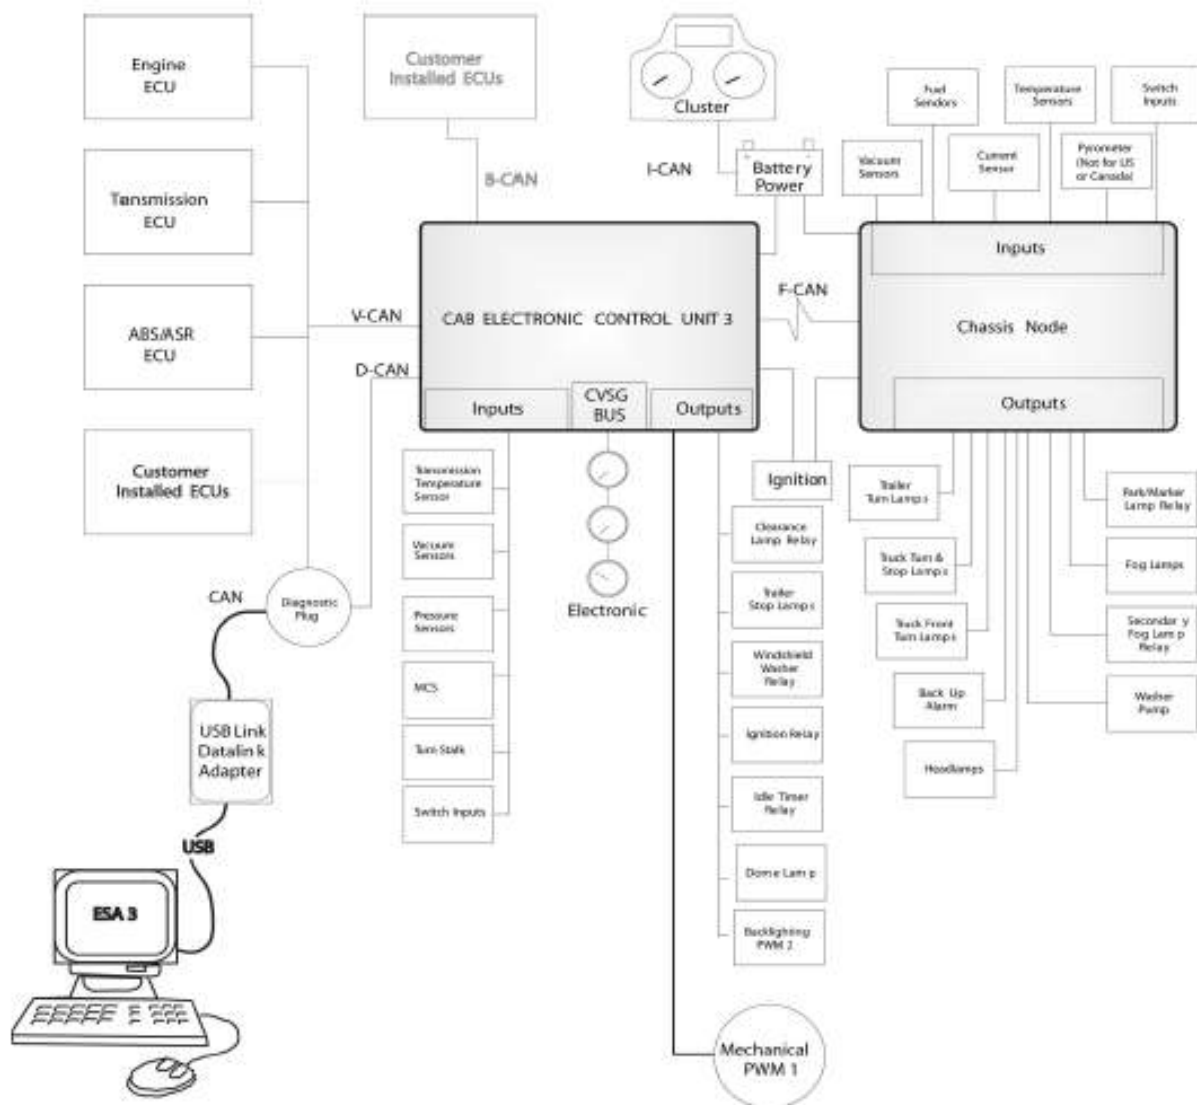 Engine
ECU
Customer
Installed ECUs
Cluster
Fuel
Sendors
Temperature
Sensors
Switch
Inputs
Transmission
ECU
B-CAN
I-CAN
Battery
Power
Vacuum
Sensors
Current
Sensor
Pyrometer
(Not for US
or Canada)
Inputs
ABS/ASR
ECU
V-CAN
CAB ELECTRONIC CONTROL UNIT 3
F-CAN
Chassis Node
D-CAN
Inputs
CVSG
BUS
Outputs
Outputs
Customer
Installed ECUs
Transmission
Temperature
Sensor
Ignition
Trailer
Turn Lamps
Park/Marker
Lamp Relay
Vacuum
Sensors
Clearance
Lamp Relay
Truck Turn &
Stop Lamps
Fog Lamps
CAN
Diagnostic
Plug
Pressure
Sensors
Electronic
Trailer
Stop Lamps
Truck Front
Turn Lamps
Secondary
Fog Lamp
Relay
MCS
Windshield
Washer
Relay
Back Up
Alarm
Washer
Pump
USB Link
Datalink
Adapter
Turn Stalk
Ignition Relay
Headlamps
Switch Inputs
Idle Timer
Relay
USB
Dome Lamp
ESA 3
Backlighting
PWM 2
Mechanical
PWM 1